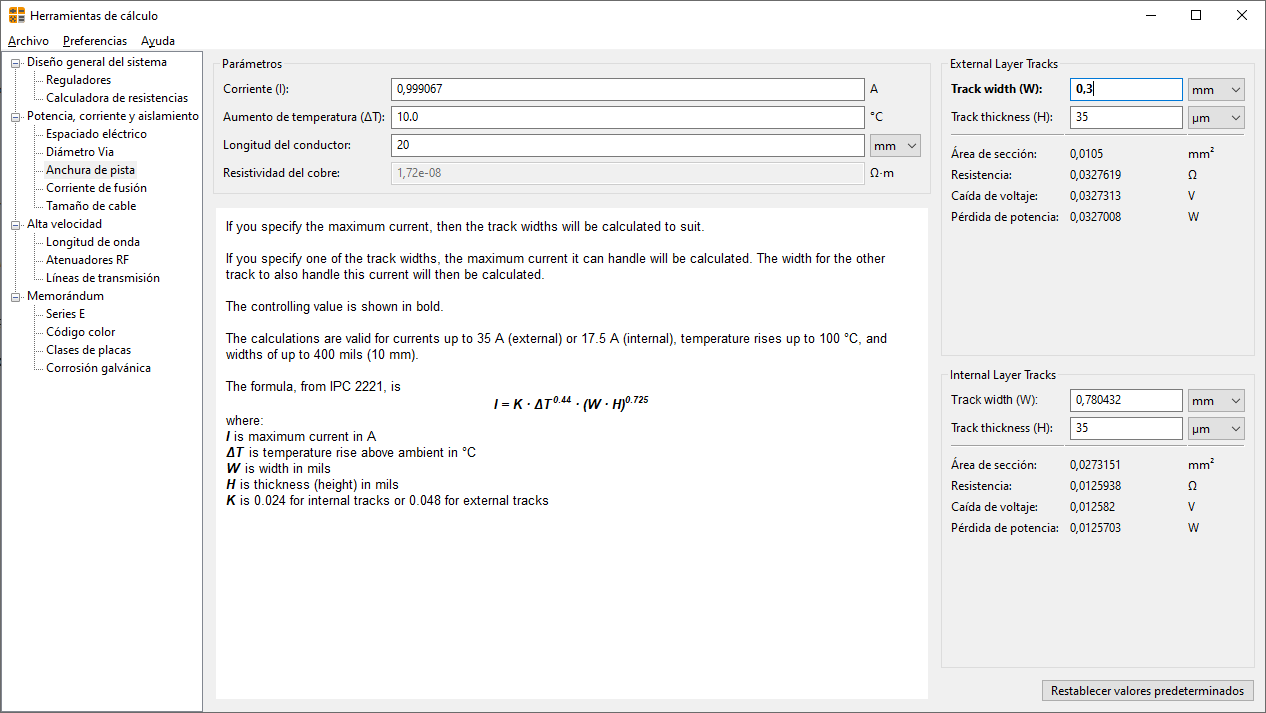 Herramientas de cálculo
Archivo Preferencias Ayuda
Diseño general del sistema
Reguladores
Calculadora de resistencias
Potencia, corriente y aislamiento
Espaciado eléctrico
Diámetro Via
Anchura de pista
Corriente de fusión
Tamaño de cable
Alta velocidad
Longitud de onda
Atenuadores RF
Líneas de transmisión
Memorándum
Series E
Código color
Clases de placas
Corrosión galvánica
Parámetros
Corriente (I): 0,999067 A
Aumento de temperatura (ΔT): 10.0 °C
Longitud del conductor: 20 mm
Resistividad del cobre: 1,72e-08 Ω·m
If you specify the maximum current, then the track widths will be calculated to suit.
If you specify one of the track widths, the maximum current it can handle will be calculated. The width for the other
track to also handle this current will then be calculated.
The controlling value is shown in bold.
The calculations are valid for currents up to 35 A (external) or 17.5 A (internal), temperature rises up to 100 °C, and
widths of up to 400 mils (10 mm).
The formula, from IPC 2221, is
I = K · ΔT^0.44 · (W · H)^0.725
where:
I is maximum current in A
ΔT is temperature rise above ambient in °C
W is width in mils
H is thickness (height) in mils
K is 0.024 for internal tracks or 0.048 for external tracks
External Layer Tracks
Track width (W): 0,3 mm
Track thickness (H): 35 µm
Área de sección: 0,0105 mm²
Resistencia: 0,0327619 Ω
Caída de voltaje: 0,0327313 V
Pérdida de potencia: 0,0327008 W
Internal Layer Tracks
Track width (W): 0,780432 mm
Track thickness (H): 35 µm
Área de sección: 0,0273151 mm²
Resistencia: 0,0125938 Ω
Caída de voltaje: 0,012582 V
Pérdida de potencia: 0,0125703 W
Restablecer valores predeterminados